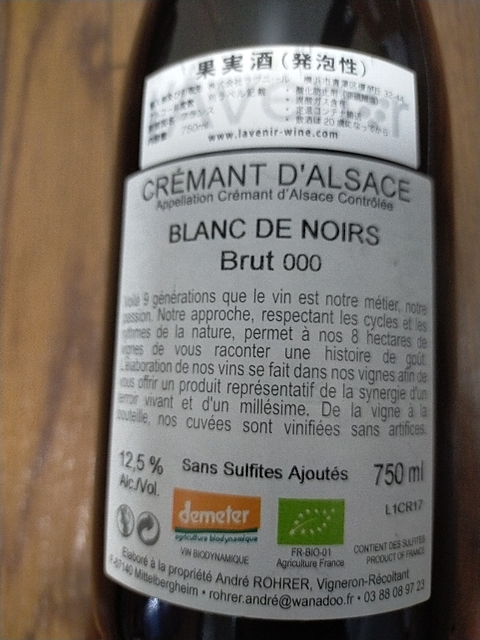 果実酒(発泡性)
750ml
www.lavenir-wine.com
CRÉMANT D'ALSACE
Appellation Crémant d'Alsace Contrôlée
BLANC DE NOIRS
Brut 000
9 générations que le vin est notre métier, notre
Notre approche, respectant les cycles et les
de la nature, permet à nos 8 hectares de
vignes de vous raconter une histoire de goût.
L'élaboration de nos vins se fait dans nos vignes afin de
vous offrir un produit représentatif de la synergie d'un
terroir vivant et d'un millésime. De la vigne à la
bouteille, nos cuvées sont vinifiées sans artifices.
12,5 %
Alc./Vol.
Sans Sulfites Ajoutés
750 ml
L1CR17
demeter
agriculture biodynamique
VIN BIODYNAMIQUE
FR-BIO-01
Agriculture France
CONTIENT DES SULFITES
PRODUCT OF FRANCE
Elaboré à la propriété André ROHRER, Vigneron-Récoltant
F-67140 Mittelbergheim • rohrer.andré@wanadoo.fr • 03 88 08 97 23